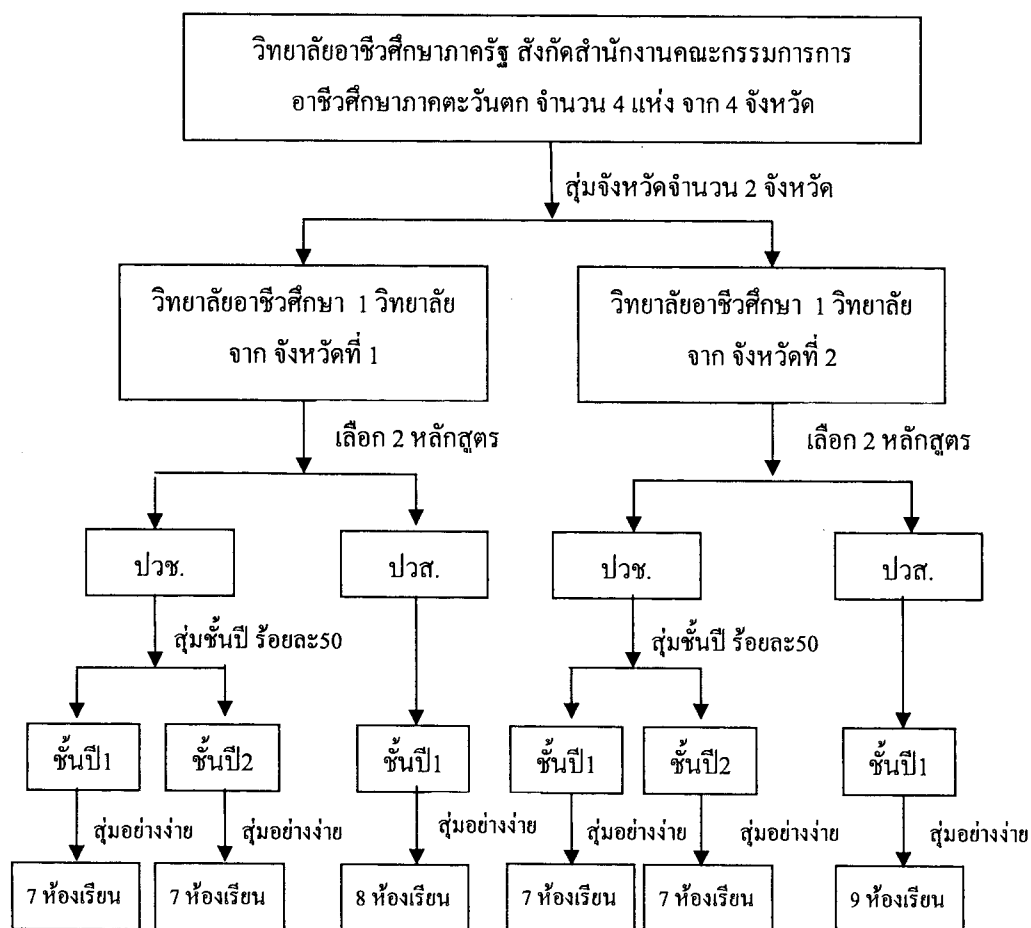 วิทยาลัยอาชีวศึกษาภาครัฐ สังกัดสำนักงานคณะกรรมการการ
อาชีวศึกษาภาคตะวันตก จำนวน 4 แห่ง จาก 4 จังหวัด
สุ่มจังหวัดจำนวน 2 จังหวัด
วิทยาลัยอาชีวศึกษา 1 วิทยาลัย
จาก จังหวัดที่ 1
วิทยาลัยอาชีวศึกษา 1 วิทยาลัย
จาก จังหวัดที่ 2
เลือก 2 หลักสูตร
เลือก 2 หลักสูตร
ปวช.
ปวส.
ปวช.
ปวส.
สุ่มชั้นปี ร้อยละ50
สุ่มชั้นปี ร้อยละ50
ชั้นปี1
ชั้นปี2
ชั้นปี1
ชั้นปี1
ชั้นปี2
ชั้นปี1
สุ่มอย่างง่าย
สุ่มอย่างง่าย
สุ่มอย่างง่าย
สุ่มอย่างง่าย
สุ่มอย่างง่าย
สุ่มอย่างง่าย
7 ห้องเรียน
7 ห้องเรียน
8 ห้องเรียน
7 ห้องเรียน
7 ห้องเรียน
9 ห้องเรียน